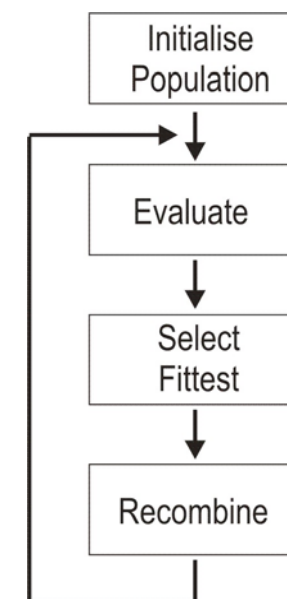 Initialise
Population
Evaluate
Select
Fittest
Recombine